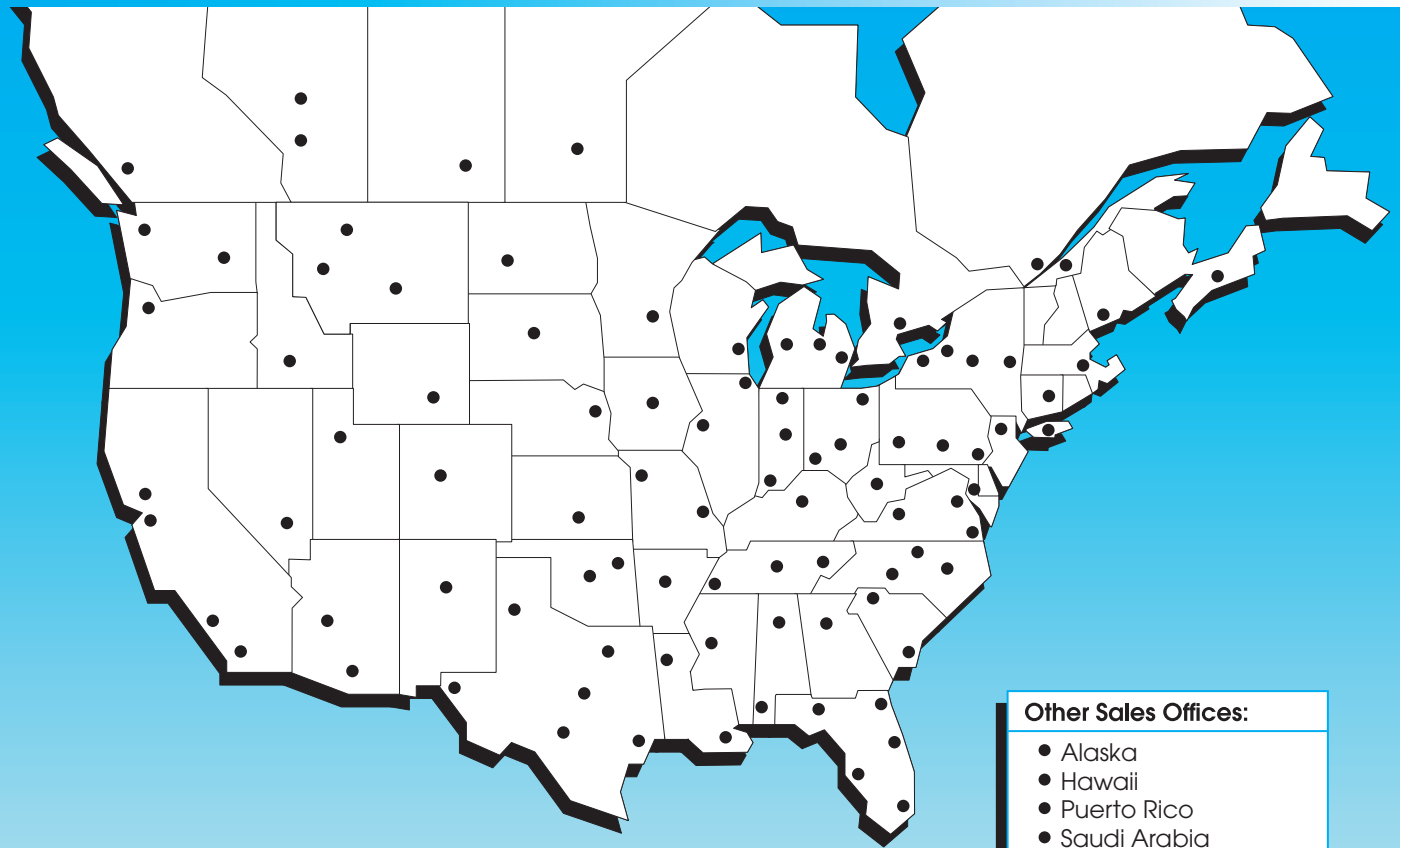 Other Sales Offices:
● Alaska
● Hawaii
● Puerto Rico
● Saudi Arabia